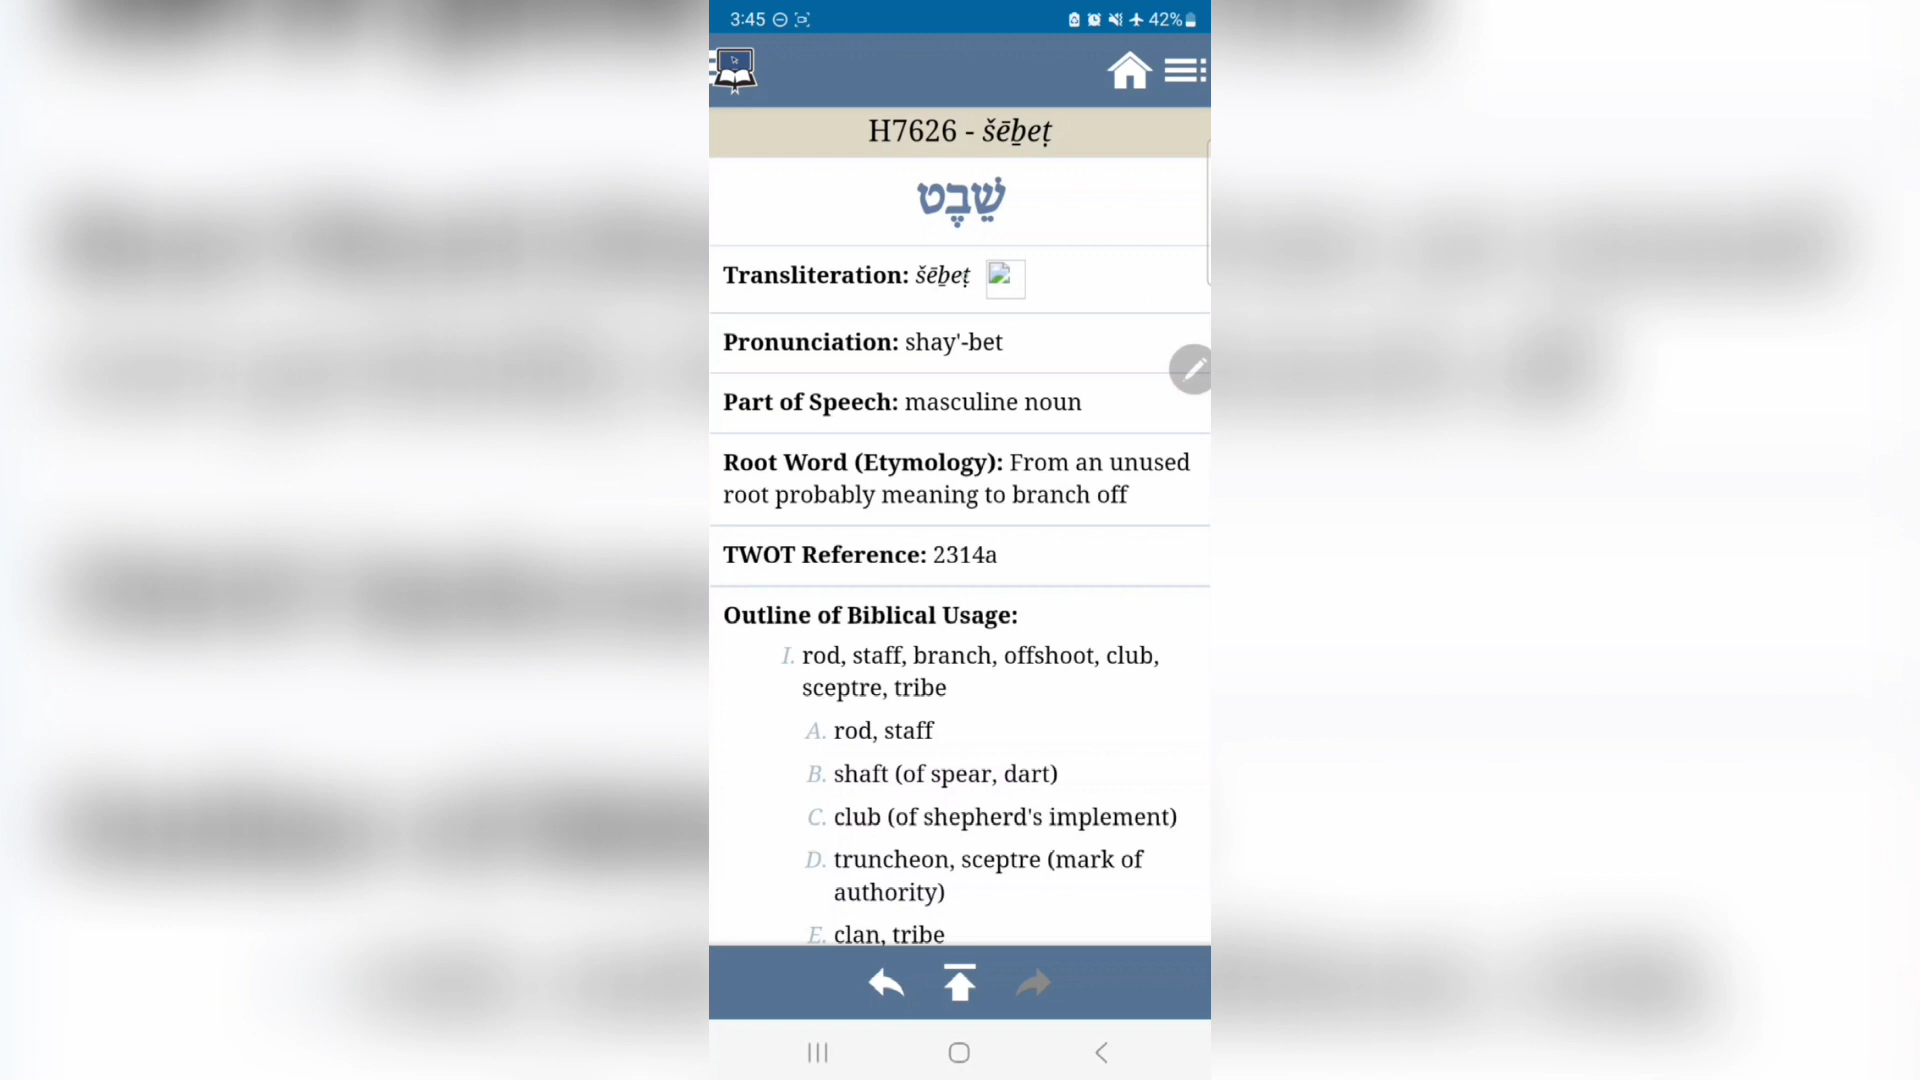 3:45
42%
H7626 - šēḇeṭ
שֵׁבֶט
Transliteration: šēḇeṭ
Pronunciation: shay'-bet
Part of Speech: masculine noun
Root Word (Etymology): From an unused
root probably meaning to branch off
TWOT Reference: 2314a
Outline of Biblical Usage:
I. rod, staff, branch, offshoot, club,
sceptre, tribe
A. rod, staff
B. shaft (of spear, dart)
C. club (of shepherd's implement)
D. truncheon, sceptre (mark of
authority)
E. clan, tribe